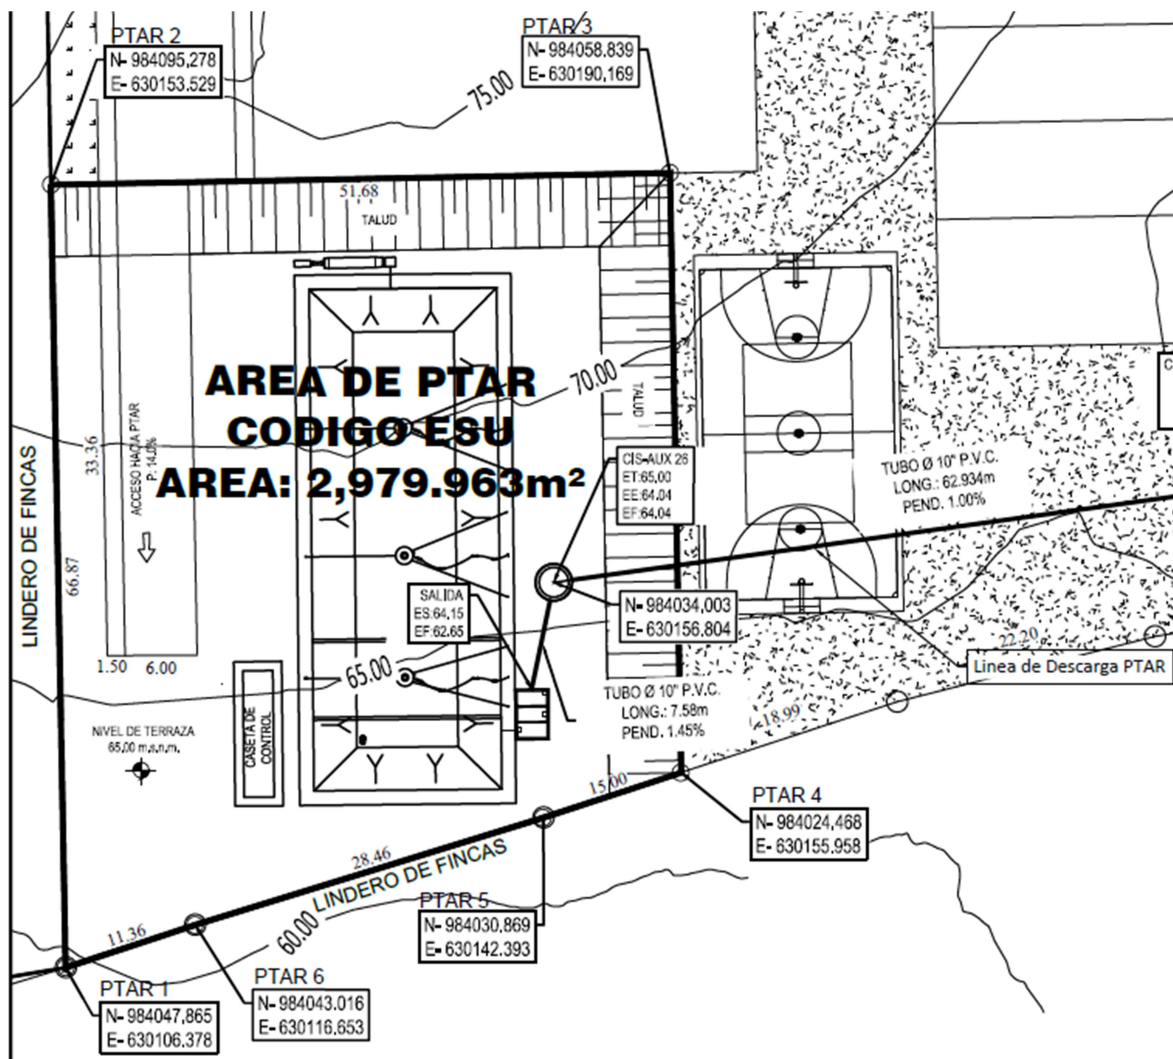 PTAR 2
N- 984095,278
E- 630153.529
PTAR 3
N- 984058.839
E- 630190,169
75.00
51.68
TALUD
AREA DE PTAR
CODIGO ESU
AREA: 2,979.963m²
70.00
TALUD
LINDERO DE FINCAS
33.36
66.87
ACCESO HACIA PTAR
P: 14.0%
CIS-AUX 26
ET:65,00
EE:64.04
EF:64.04
TUBO Ø 10" P.V.C.
LONG.: 62.934m
PEND. 1.00%
SALIDA
ES:64,15
EF:62.65
N- 984034,003
E- 630156.804
22.20
Linea de Descarga PTAR
1.50 6.00
65.00
TUBO Ø 10" P.V.C.
LONG.: 7.58m
PEND. 1.45%
18.99
NIVEL DE TERRAZA
65,00 m.s.n.m.
CASETA DE
CONTROL
15.00
PTAR 4
N- 984024,468
E- 630155.958
28.46
LINDERO DE FINCAS
PTAR 5
N- 984030.869
E- 630142.393
11.36
60.00
PTAR 1
N- 984047,865
E- 630106.378
PTAR 6
N- 984043.016
E- 630116.653